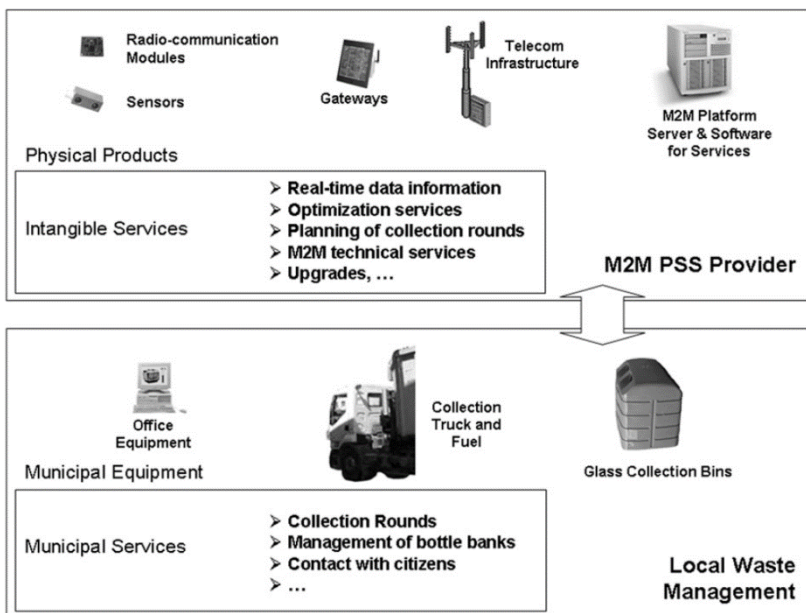 Radio-communication
Modules
Sensors
Gateways
Telecom
Infrastructure
M2M Platform
Server & Software
for Services
Physical Products
Intangible Services
➢ Real-time data information
➢ Optimization services
➢ Planning of collection rounds
➢ M2M technical services
➢ Upgrades, …
M2M PSS Provider
Office
Equipment
Collection
Truck and
Fuel
Glass Collection Bins
Municipal Equipment
Municipal Services
➢ Collection Rounds
➢ Management of bottle banks
➢ Contact with citizens
➢ …
Local Waste
Management